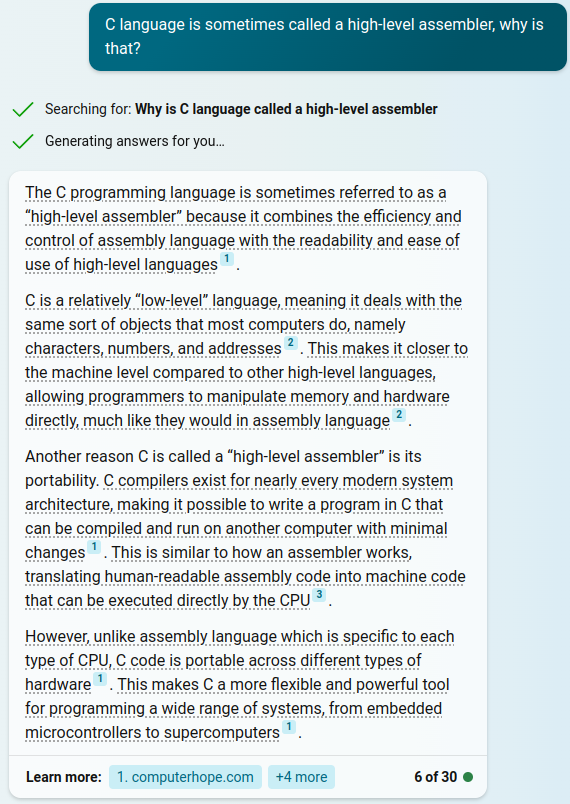 C language is sometimes called a high-level assembler, why is
that?
Searching for: Why is C language called a high-level assembler
Generating answers for you...
The C programming language is sometimes referred to as a
“high-level assembler” because it combines the efficiency and
control of assembly language with the readability and ease of
use of high-level languages 1 .
C is a relatively “low-level” language, meaning it deals with the
same sort of objects that most computers do, namely
characters, numbers, and addresses 2 . This makes it closer to
the machine level compared to other high-level languages,
allowing programmers to manipulate memory and hardware
directly, much like they would in assembly language 2 .
Another reason C is called a “high-level assembler” is its
portability. C compilers exist for nearly every modern system
architecture, making it possible to write a program in C that
can be compiled and run on another computer with minimal
changes 1 . This is similar to how an assembler works,
translating human-readable assembly code into machine code
that can be executed directly by the CPU 3 .
However, unlike assembly language which is specific to each
type of CPU, C code is portable across different types of
hardware 1 . This makes C a more flexible and powerful tool
for programming a wide range of systems, from embedded
microcontrollers to supercomputers 1 .
Learn more: 1. computerhope.com +4 more 6 of 30